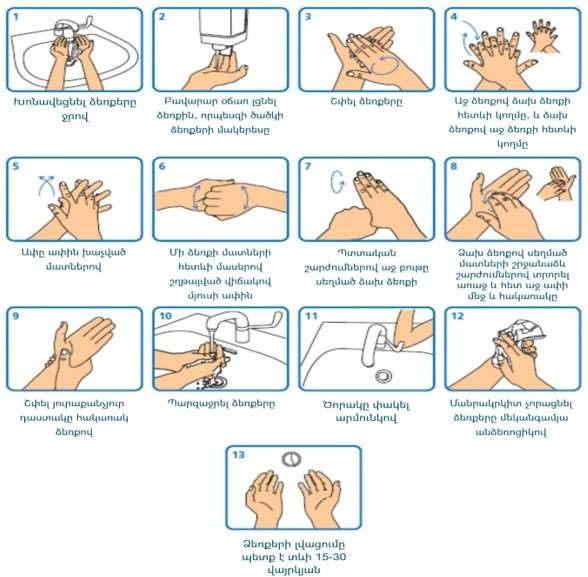 1
Խոնավեցնել ձեռքերը
ջրով
2
Բավարար օճառ լցնել
ձեռքին, որպեսզի ծածկի
ձեռքերի մակերեսը
3
Շփել ձեռքերը
4
Աջ ձեռքով ձախ ձեռքի
հետևի կողմը, և ձախ
ձեռքով աջ ձեռքի հետևի
կողմը
5
Ափը ափին խաչված
մատներով
6
Մի ձեռքի մատների
հետևի մասերով
շղթայված վիճակով
մյուսի ափին
7
Պտտական
շարժումներով աջ բութը
սեղմած ձախ ձեռքի
8
Ձախ ձեռքով սեղմած
մատների շրջանաձև
շարժումներով տրորել
առաջ և հետ աջ ափի
մեջ և հակառակը
9
Շփել յուրաքանչյուր
դաստակը հակառակ
ձեռքով
10
Պարզաջրել ձեռքերը
11
Ծորակը փակել
արմունկով
12
Մանրակրկիտ չորացնել
ձեռքերը մեկանգամյա
անձեռոցիկով
13
Ձեռքերի լվացումը
պետք է տևի 15-30
վայրկյան